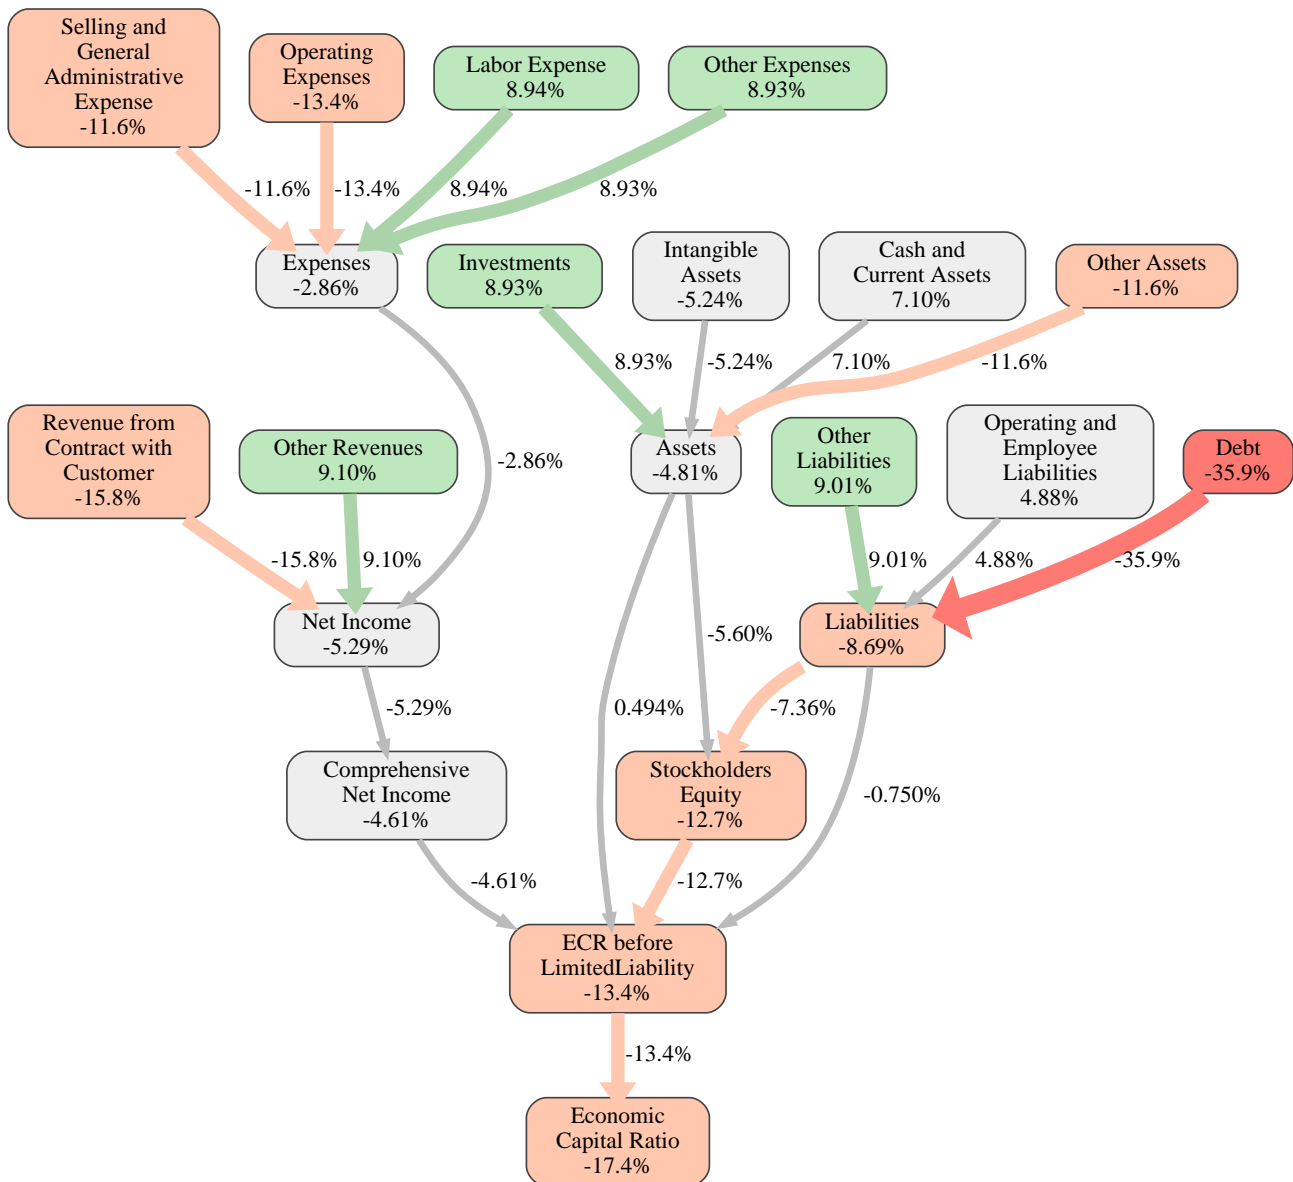 Selling and
General
Administrative
Expense
-11.6%
Operating
Expenses
-13.4%
Labor Expense
8.94%
Other Expenses
8.93%
-11.6%
-13.4%
8.94%
8.93%
Expenses
-2.86%
Investments
8.93%
Intangible
Assets
-5.24%
Cash and
Current Assets
7.10%
Other Assets
-11.6%
8.93%
-5.24%
7.10%
-11.6%
Revenue from
Contract with
Customer
-15.8%
Other Revenues
9.10%
-2.86%
Assets
-4.81%
Other
Liabilities
9.01%
Operating and
Employee
Liabilities
4.88%
Debt
-35.9%
-15.8%
9.10%
9.01%
4.88%
-35.9%
Net Income
-5.29%
-5.60%
Liabilities
-8.69%
-5.29%
0.494%
-7.36%
Comprehensive
Net Income
-4.61%
Stockholders
Equity
-12.7%
-0.750%
-4.61%
-12.7%
ECR before
LimitedLiability
-13.4%
-13.4%
Economic
Capital Ratio
-17.4%